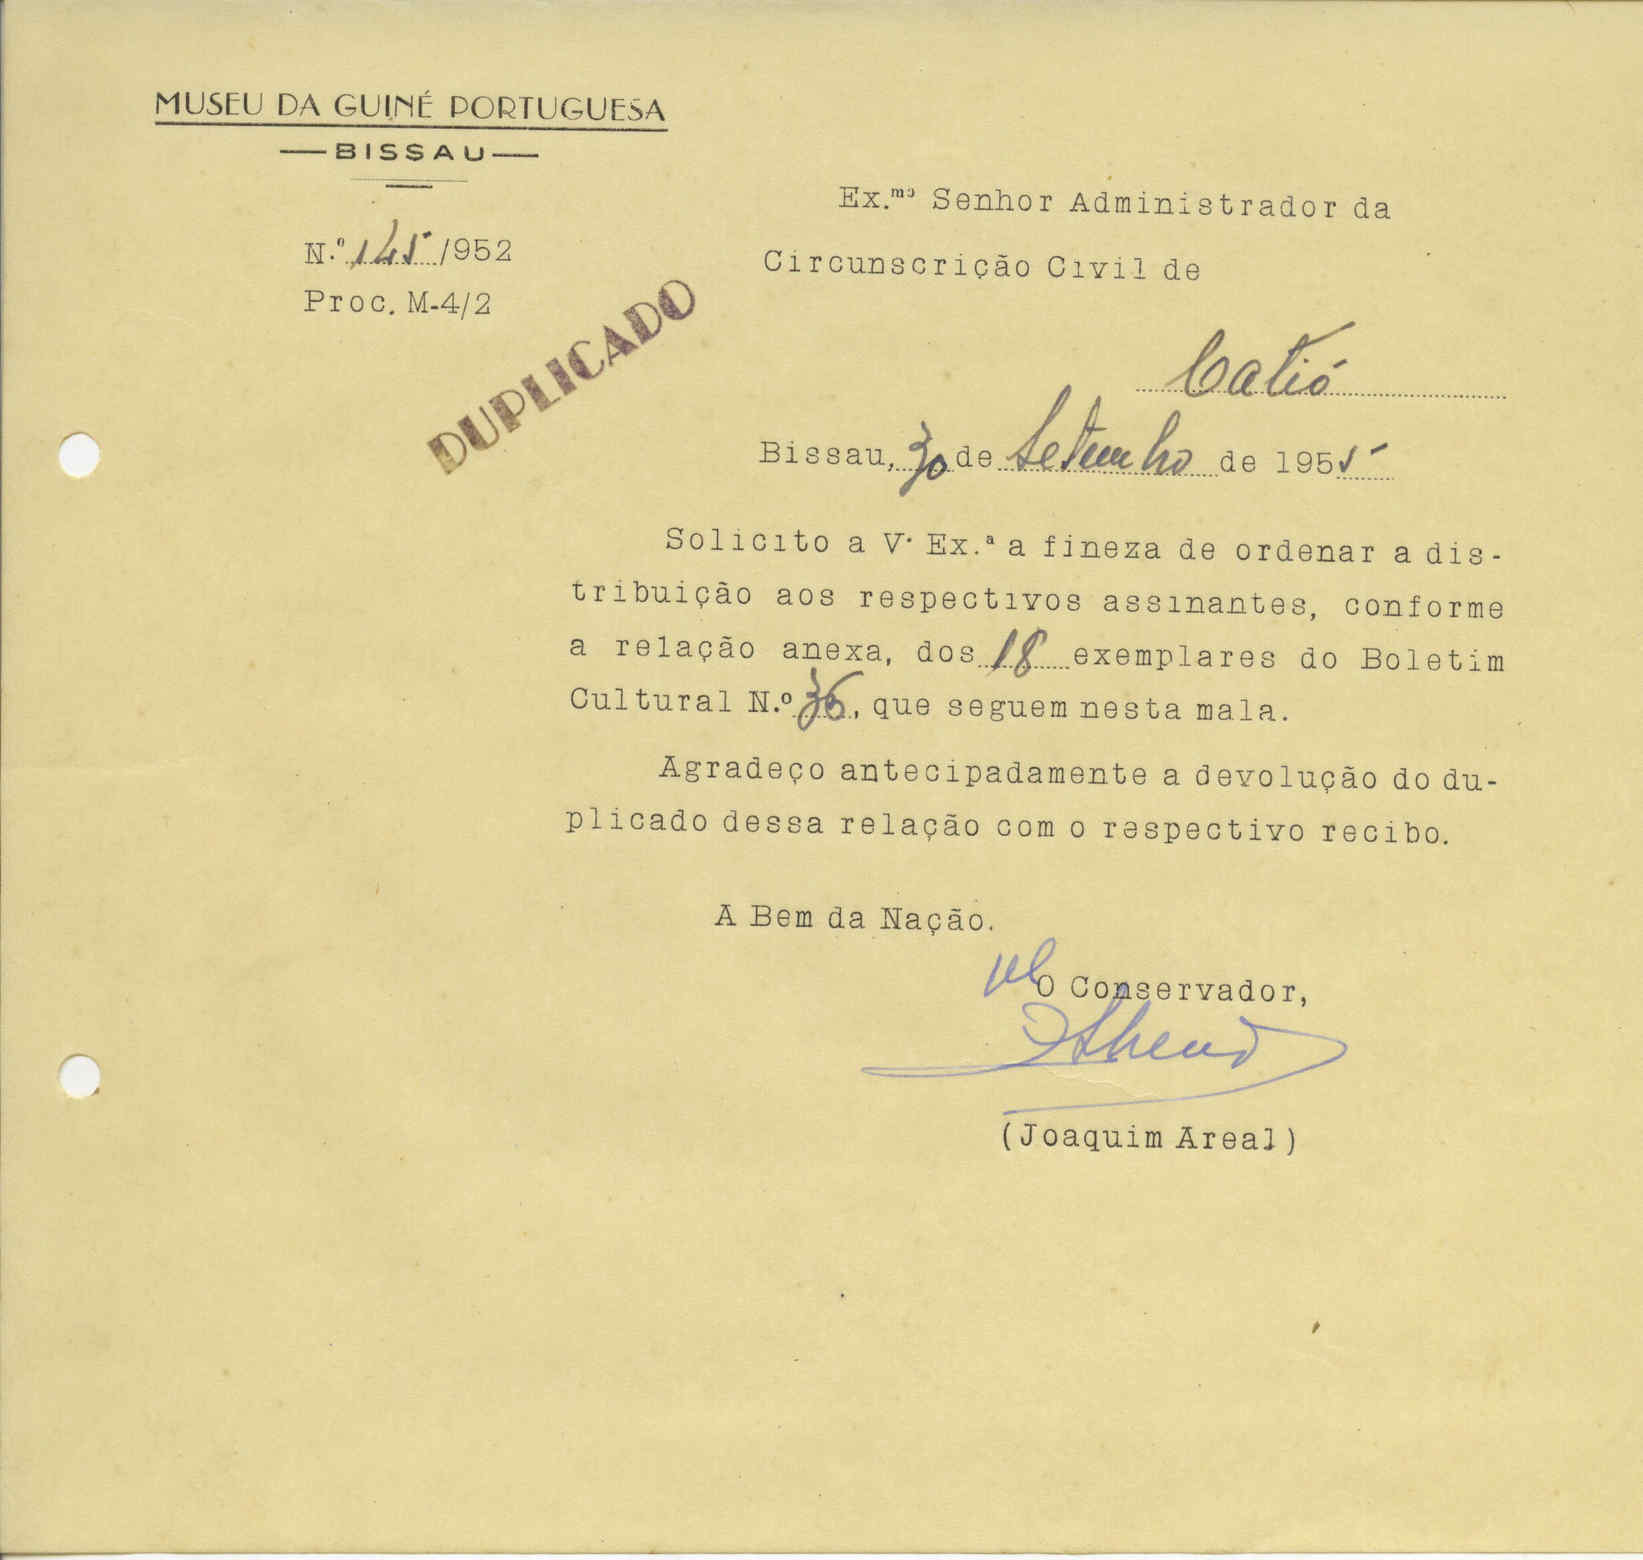 MUSEU DA GUINÉ PORTUGUESA
BISSAU
N.º 145/952
Proc. M-4/2
DUPLICADO
Ex.mo Senhor Administrador da
Circunscrição Civil de
Catió
Bissau, 30 de Setembro de 1955
Solicito a V. Ex.ª a fineza de ordenar a dis-
tribuição aos respectivos assinantes, conforme
a relação anexa, dos 18 exemplares do Boletim
Cultural N.º 36, que seguem nesta mala.
Agradeço antecipadamente a devolução do du-
plicado dessa relação com o respectivo recibo.
A Bem da Nação.
O Conservador,
(Joaquim Areal)